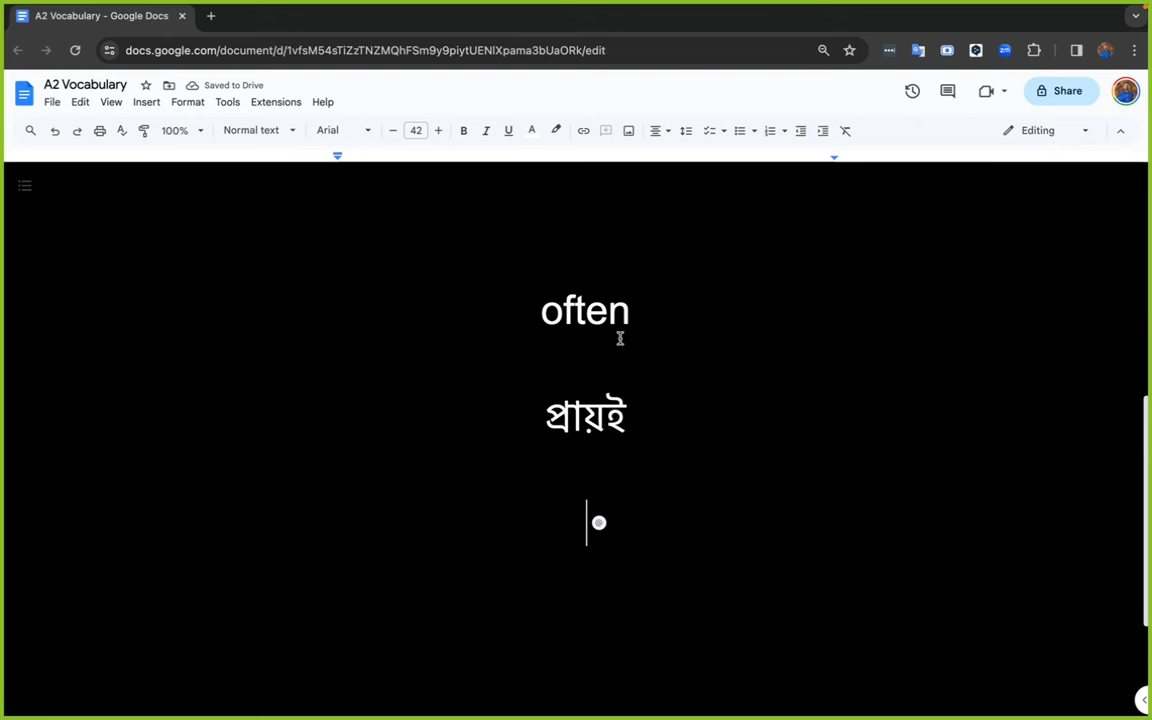 A2 Vocabulary - Google Docs
docs.google.com/document/d/1vfsM54sTiZzTNZMQhFSm9y9piytUENlXpama3bUaORk/edit
A2 Vocabulary
Saved to Drive
Share
File Edit View Insert Format Tools Extensions Help
100% Normal text Arial 42 Editing
often
প্রায়ই